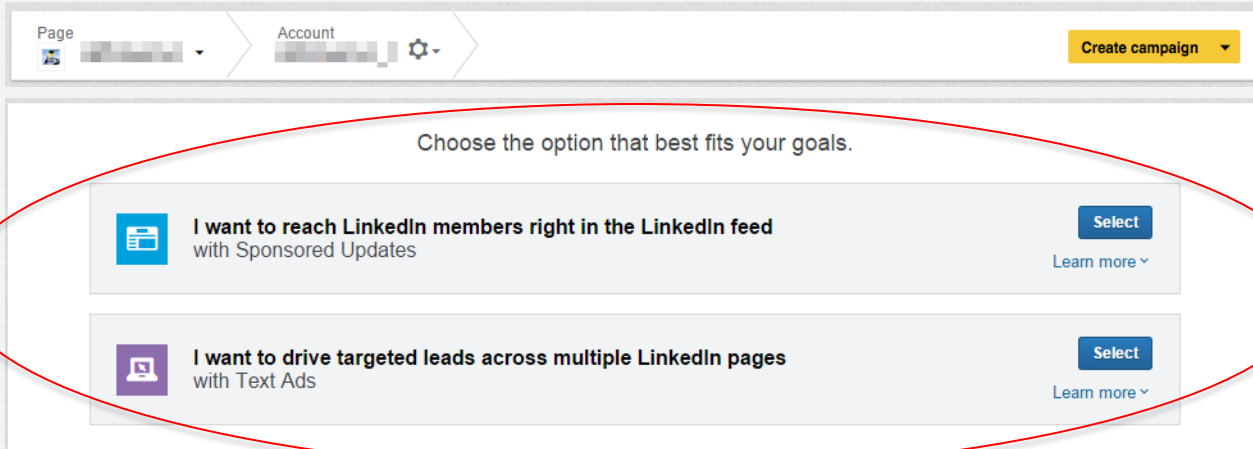 Page
Account
Create campaign
Choose the option that best fits your goals.
I want to reach LinkedIn members right in the LinkedIn feed
with Sponsored Updates
Select
Learn more
I want to drive targeted leads across multiple LinkedIn pages
with Text Ads
Select
Learn more